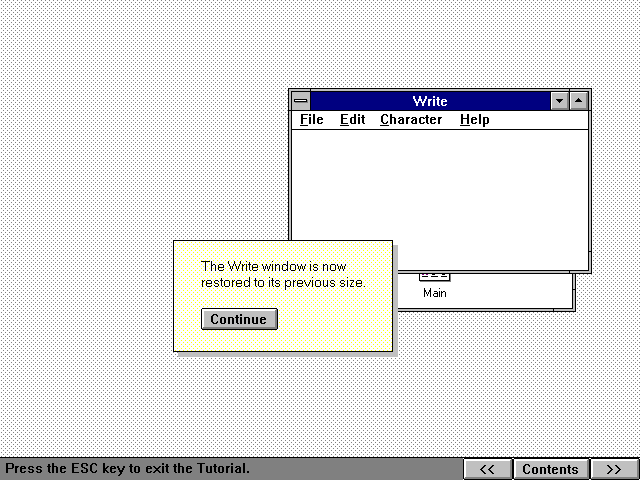 Write
File Edit Character Help
The Write window is now
restored to its previous size.
Continue
Main
Press the ESC key to exit the Tutorial.
<< Contents >>